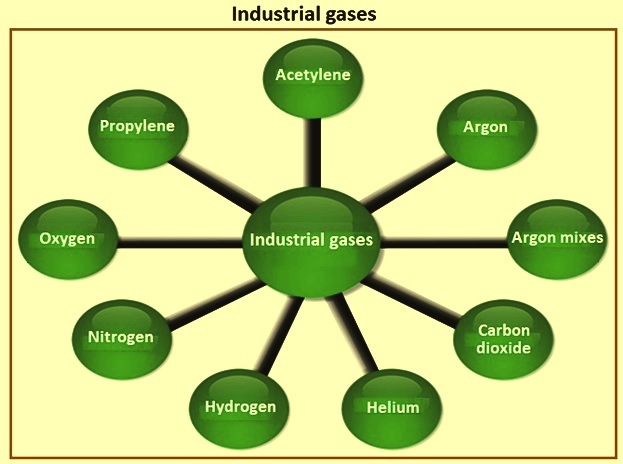 Industrial gases
Acetylene
Propylene
Argon
Oxygen
Industrial gases
Argon mixes
Nitrogen
Carbon
dioxide
Hydrogen
Helium